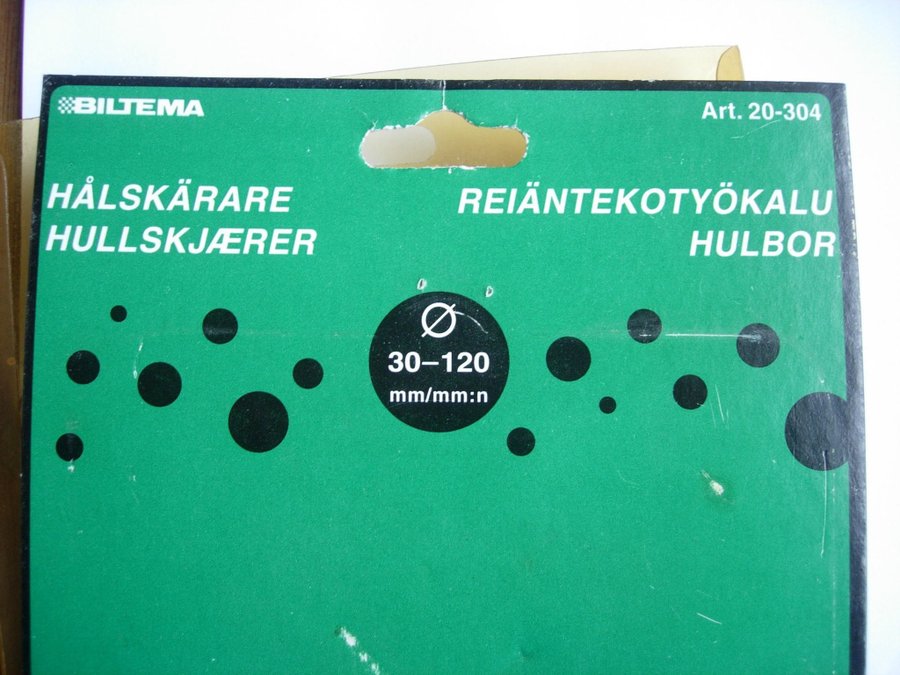 BILTEMA
Art. 20-304
HÅLSKÄRARE
HULLSKJÆRER
REIÄNTEKOTYÖKALU
HULBOR
Ø
30–120
mm/mm:n